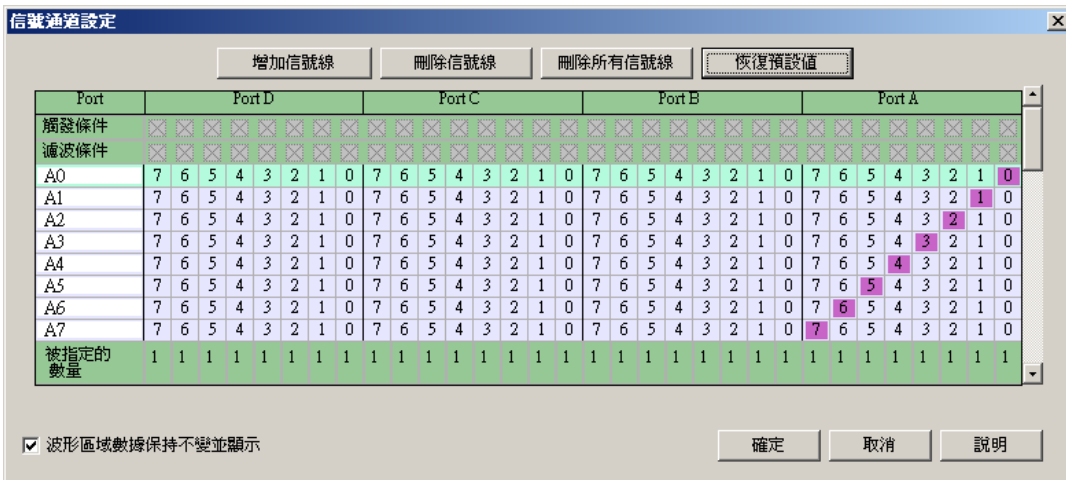 信號通道設定
增加信號線 刪除信號線 刪除所有信號線 恢復預設值
Port Port D Port C Port B Port A
觸發條件
濾波條件
A0 7 6 5 4 3 2 1 0 7 6 5 4 3 2 1 0 7 6 5 4 3 2 1 0 7 6 5 4 3 2 1 0
A1 7 6 5 4 3 2 1 0 7 6 5 4 3 2 1 0 7 6 5 4 3 2 1 0 7 6 5 4 3 2 1 0
A2 7 6 5 4 3 2 1 0 7 6 5 4 3 2 1 0 7 6 5 4 3 2 1 0 7 6 5 4 3 2 1 0
A3 7 6 5 4 3 2 1 0 7 6 5 4 3 2 1 0 7 6 5 4 3 2 1 0 7 6 5 4 3 2 1 0
A4 7 6 5 4 3 2 1 0 7 6 5 4 3 2 1 0 7 6 5 4 3 2 1 0 7 6 5 4 3 2 1 0
A5 7 6 5 4 3 2 1 0 7 6 5 4 3 2 1 0 7 6 5 4 3 2 1 0 7 6 5 4 3 2 1 0
A6 7 6 5 4 3 2 1 0 7 6 5 4 3 2 1 0 7 6 5 4 3 2 1 0 7 6 5 4 3 2 1 0
A7 7 6 5 4 3 2 1 0 7 6 5 4 3 2 1 0 7 6 5 4 3 2 1 0 7 6 5 4 3 2 1 0
被指定的
數量 1 1 1 1 1 1 1 1 1 1 1 1 1 1 1 1 1 1 1 1 1 1 1 1 1 1 1 1 1 1 1 1
波形區域數據保持不變並顯示 確定 取消 說明